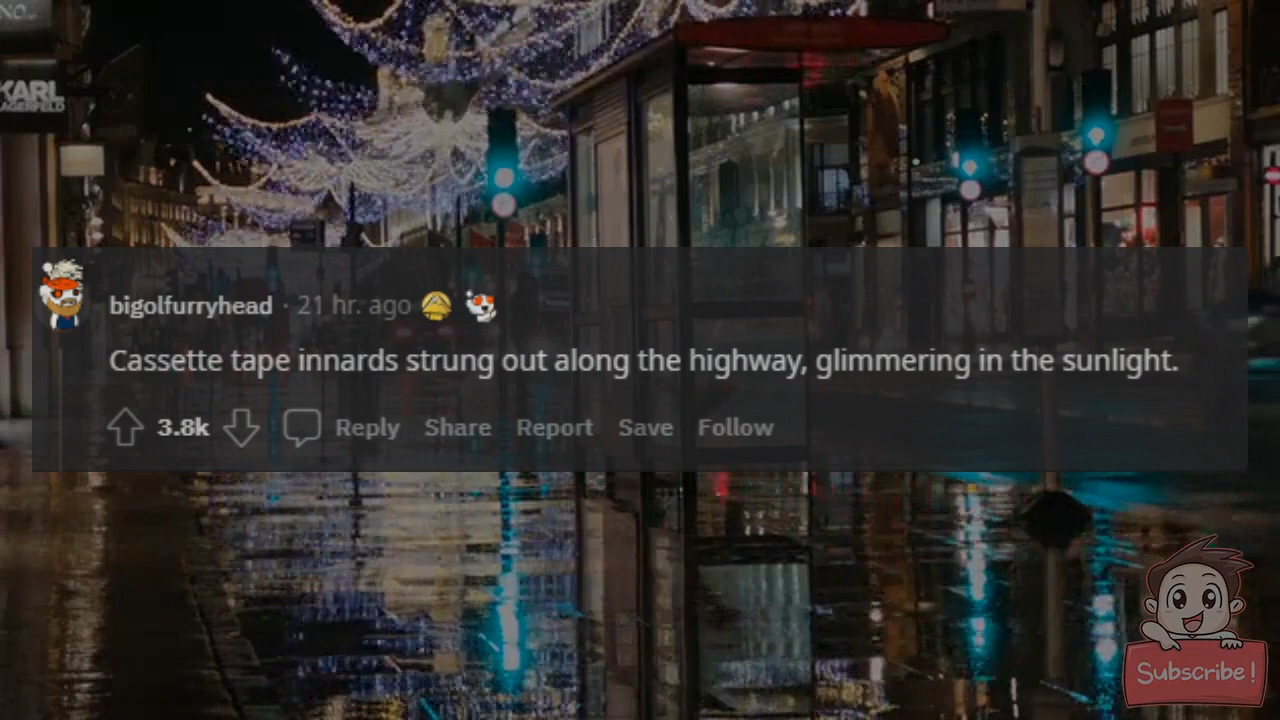 NO..
KARL
LAGERFELD
bigolfurryhead · 21 hr. ago
Cassette tape innards strung out along the highway, glimmering in the sunlight.
3.8k Reply Share Report Save Follow
Subscribe!